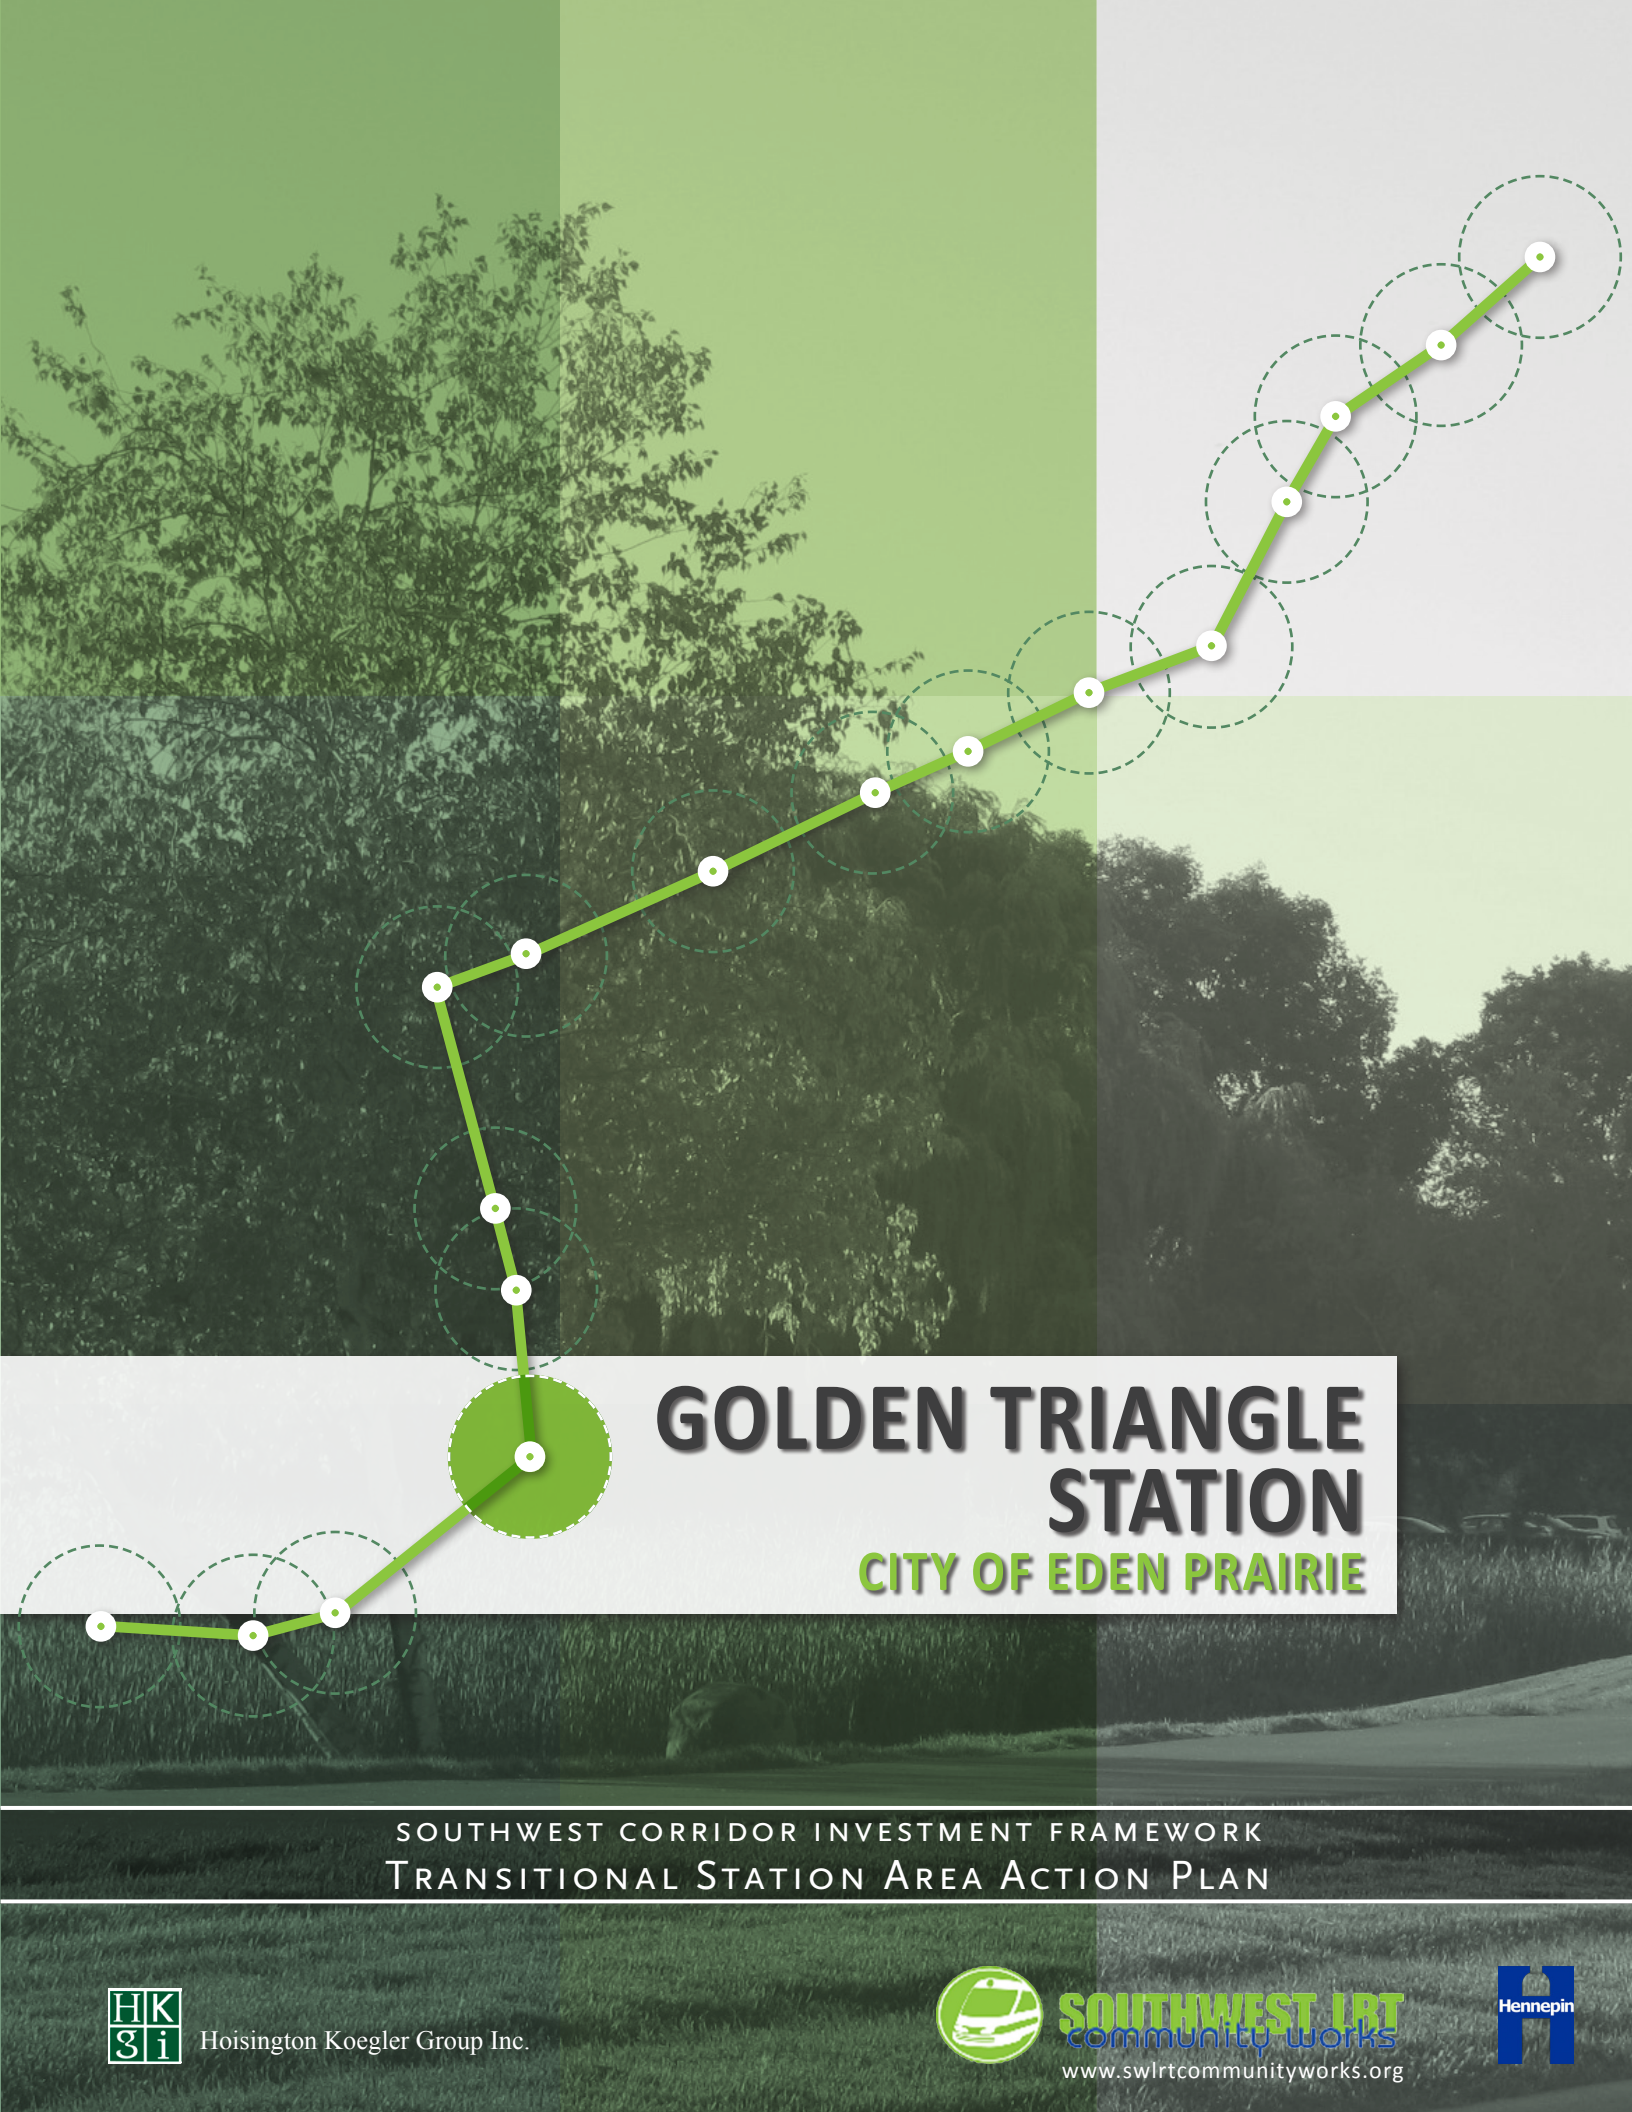 GOLDEN TRIANGLE
STATION
CITY OF EDEN PRAIRIE
SOUTHWEST CORRIDOR INVESTMENT FRAMEWORK
TRANSITIONAL STATION AREA ACTION PLAN
HK
gi
Hoisington Koegler Group Inc.
SOUTHWEST LRT
community works
www.swlrtcommunityworks.org
Hennepin